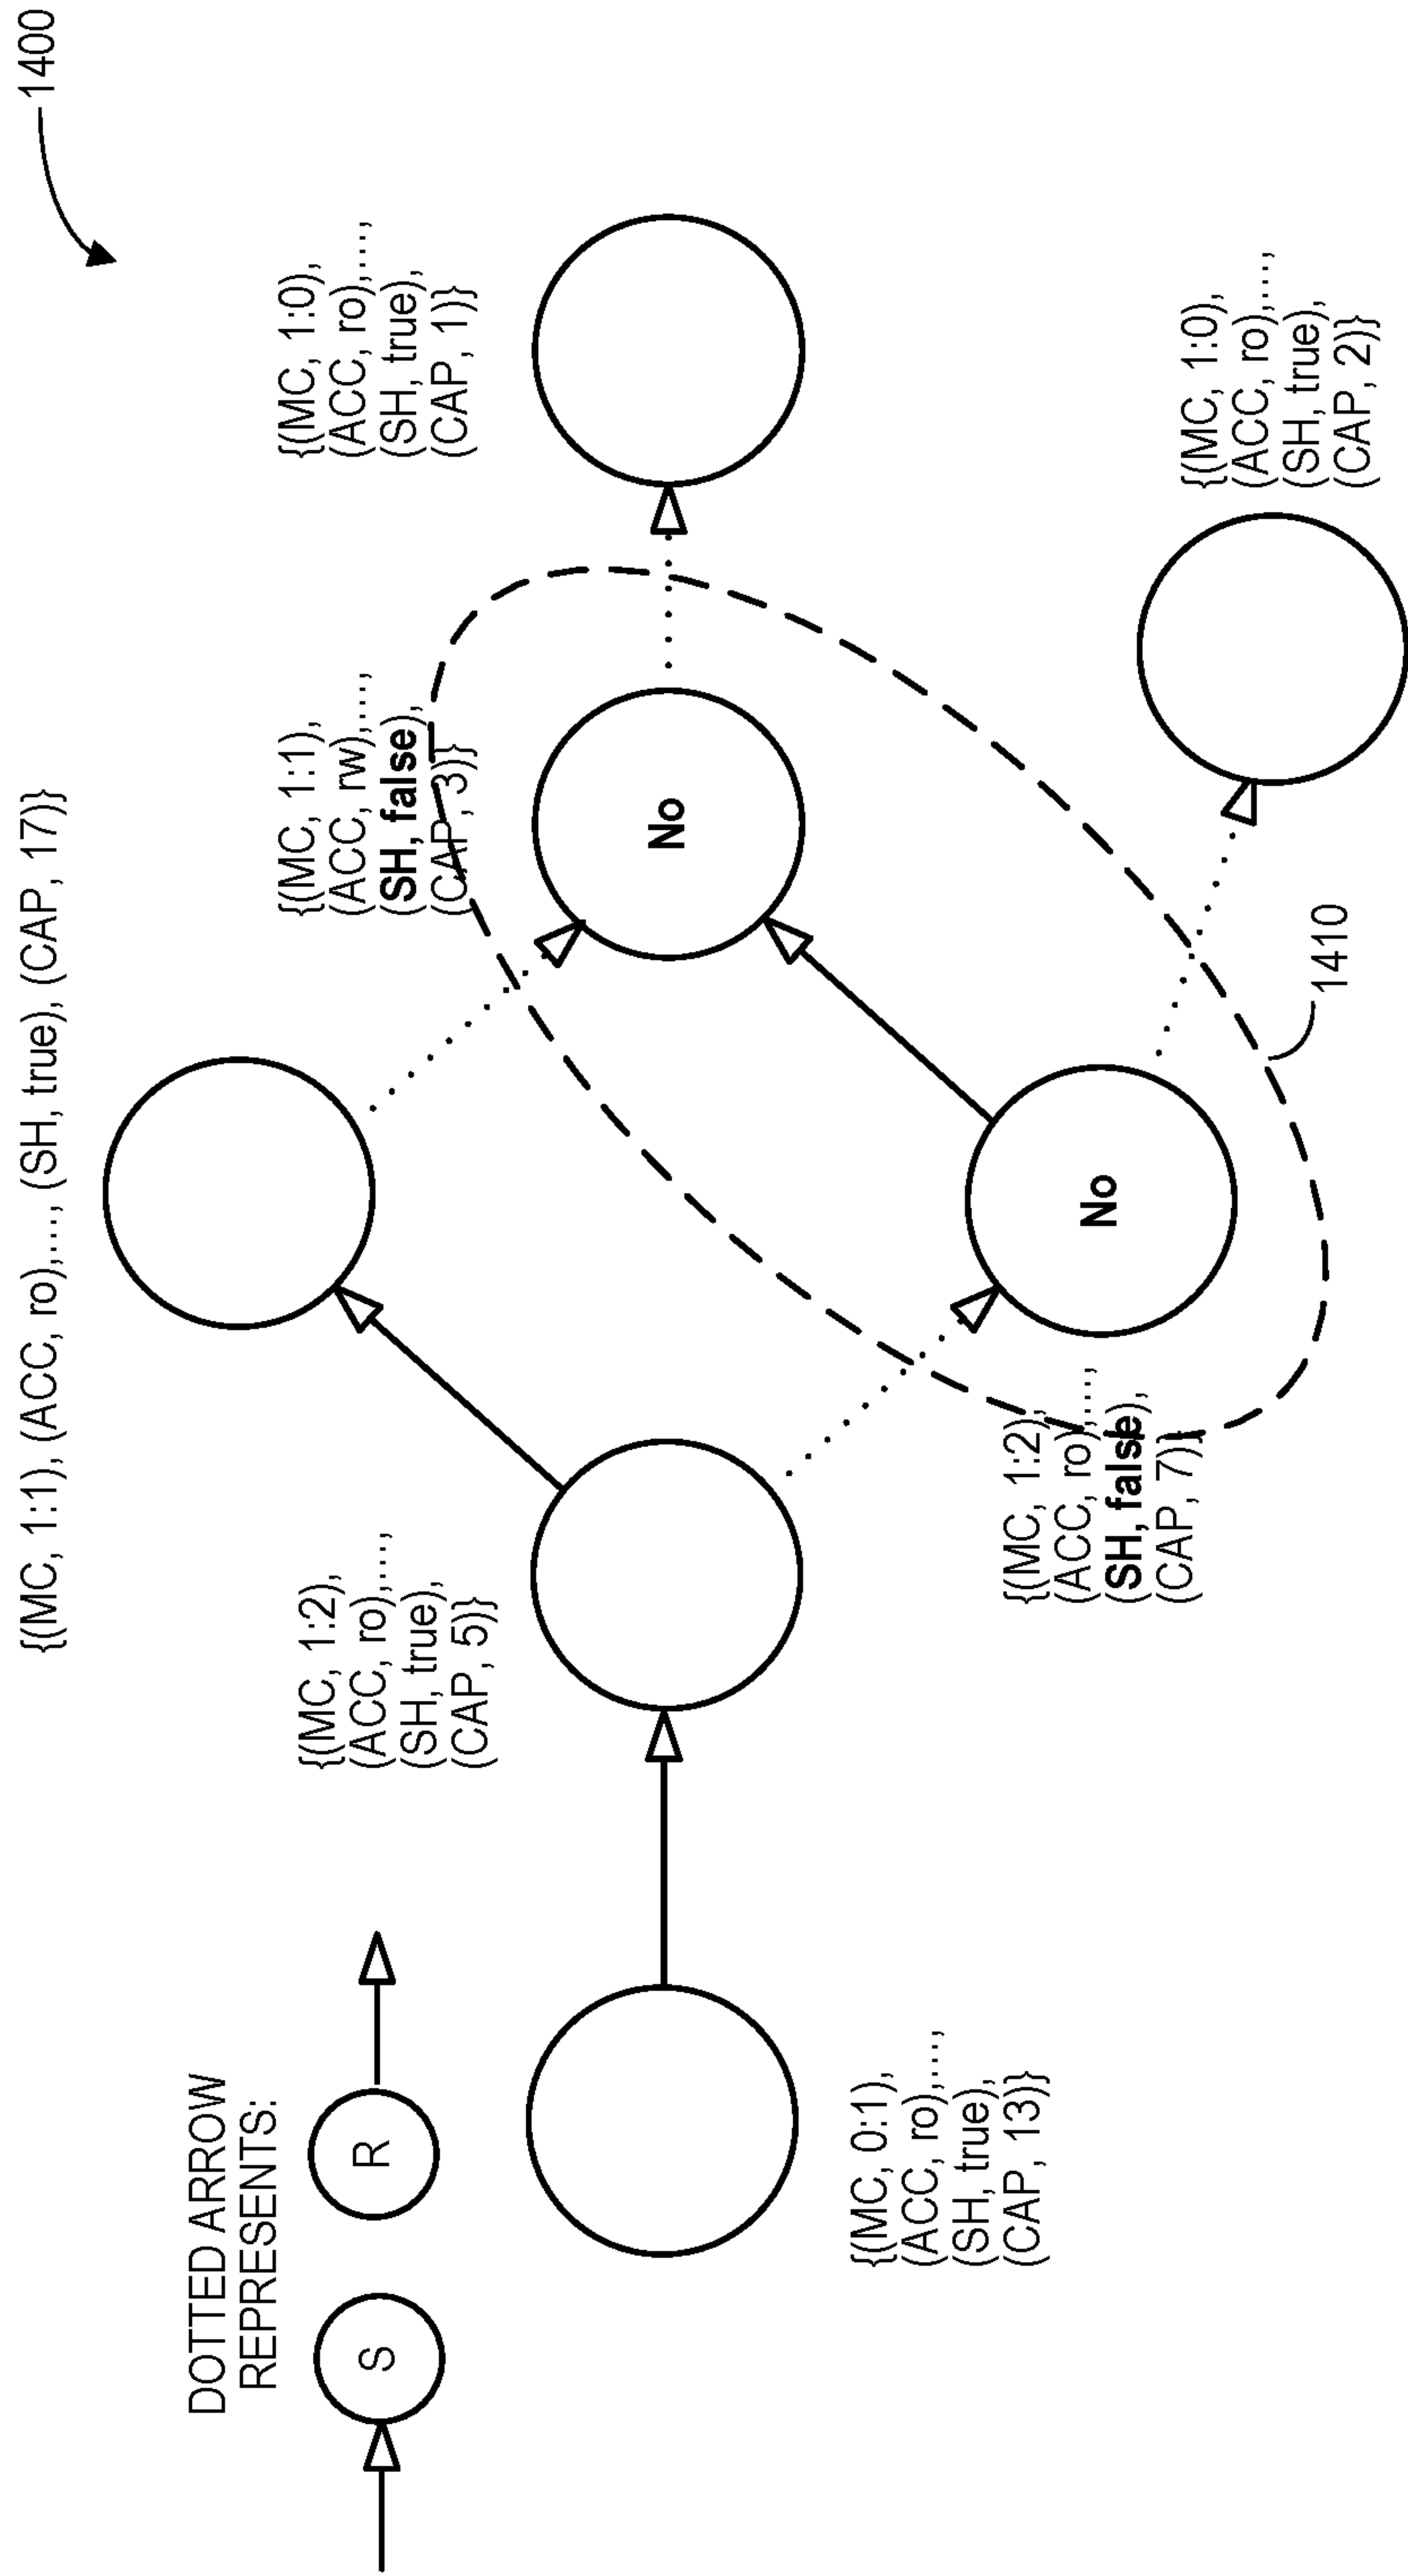 {(MC, 1:1), (ACC, ro),..., (SH, true), (CAP, 17)}
1400
DOTTED ARROW
REPRESENTS:
S
R
{(MC, 1:2),
(ACC, ro),....,
(SH, true),
(CAP, 5)}
{(MC, 1:1),
(ACC, rw),....,
(SH, false),
(CAP, 3)}
{(MC, 1:0),
(ACC, ro),....,
(SH, true),
(CAP, 1)}
No
{(MC, 0:1),
(ACC, ro),....,
(SH, true),
(CAP, 13)}
{(MC, 1:2),
(ACC, ro),....,
(SH, false),
(CAP, 7)}
No
{(MC, 1:0),
(ACC, ro),....,
(SH, true),
(CAP, 2)}
1410